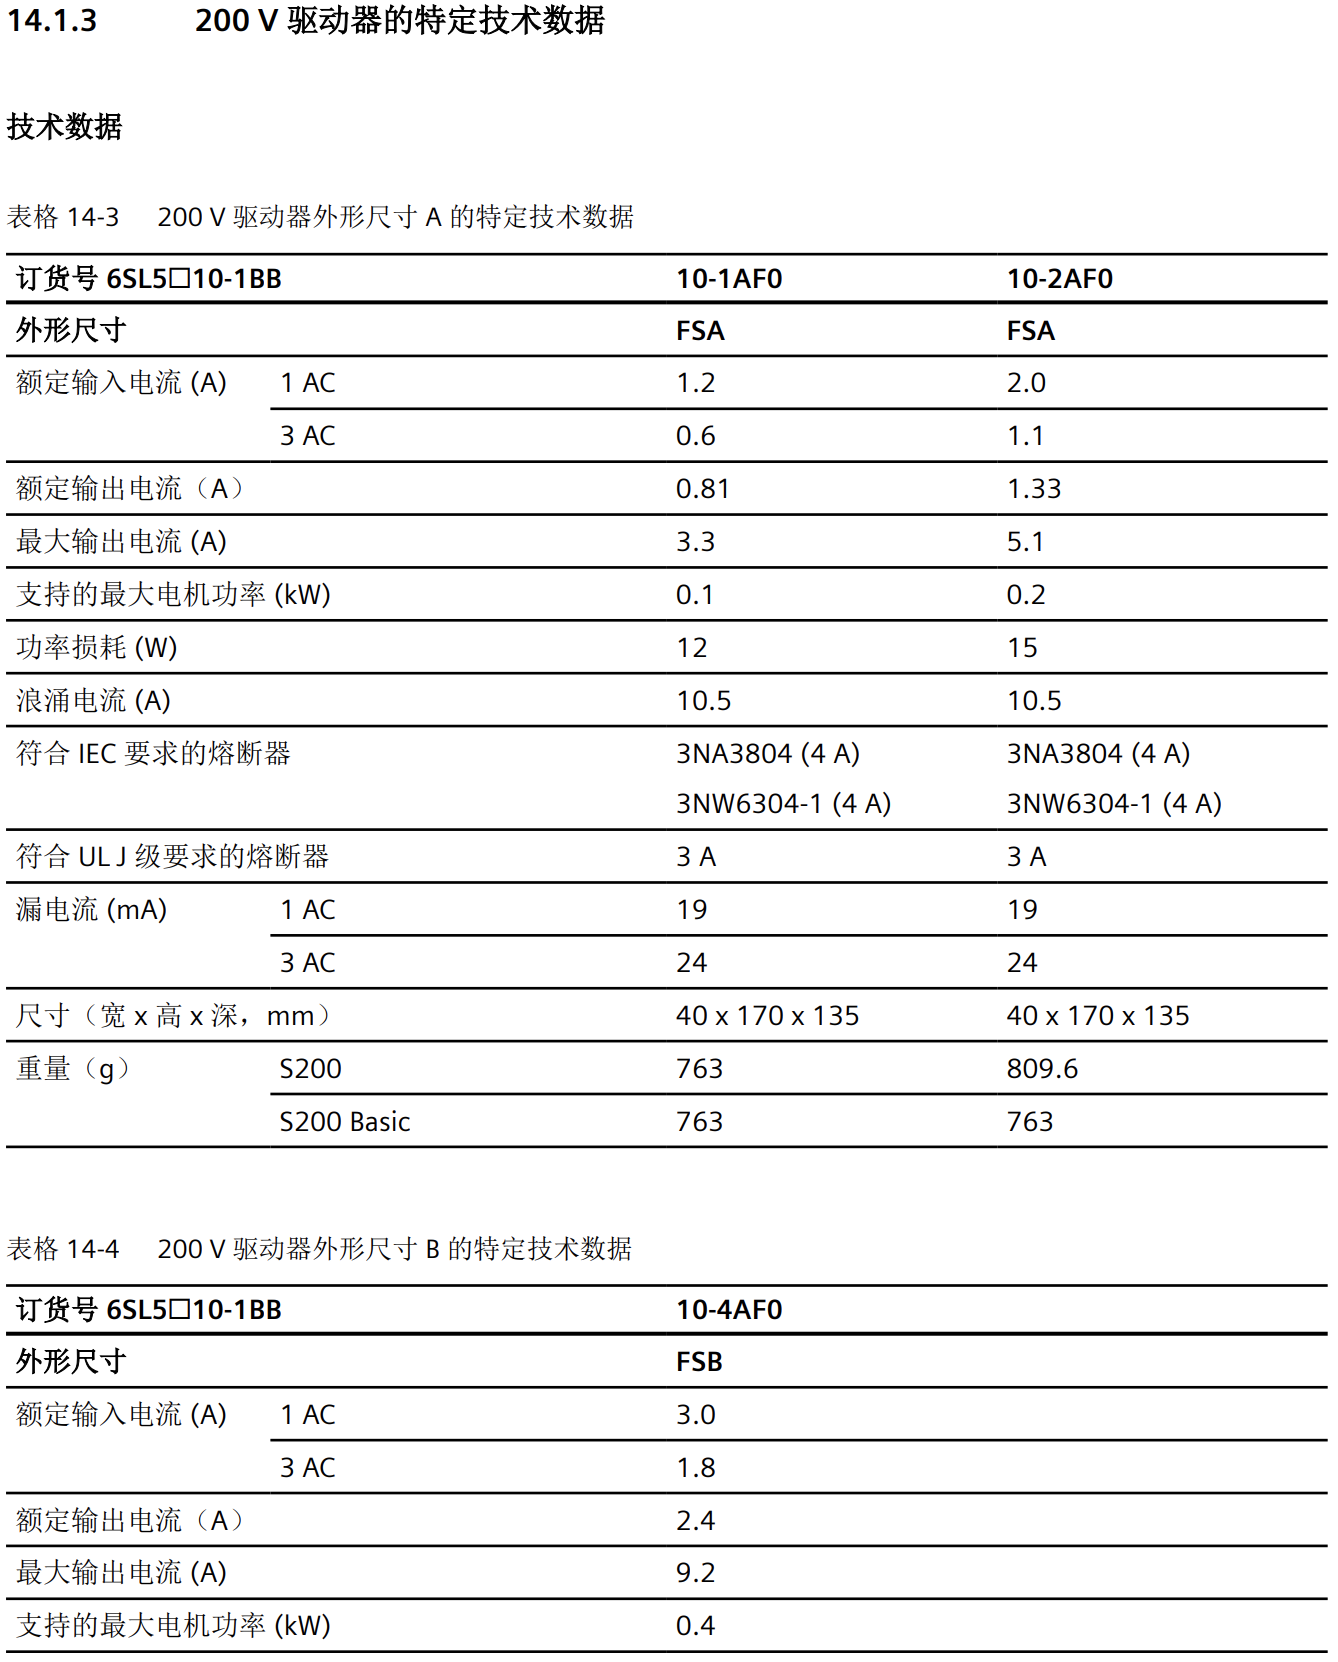 14.1.3 200 V 驱动器的特定技术数据
技术数据
表格 14-3 200 V 驱动器外形尺寸 A 的特定技术数据
订货号 6SL5□10-1BB 10-1AF0 10-2AF0
外形尺寸 FSA FSA
额定输入电流 (A) 1 AC 1.2 2.0
3 AC 0.6 1.1
额定输出电流（A） 0.81 1.33
最大输出电流 (A) 3.3 5.1
支持的最大电机功率 (kW) 0.1 0.2
功率损耗 (W) 12 15
浪涌电流 (A) 10.5 10.5
符合 IEC 要求的熔断器 3NA3804 (4 A) 3NA3804 (4 A)
3NW6304-1 (4 A) 3NW6304-1 (4 A)
符合 UL J 级要求的熔断器 3 A 3 A
漏电流 (mA) 1 AC 19 19
3 AC 24 24
尺寸（宽 x 高 x 深，mm） 40 x 170 x 135 40 x 170 x 135
重量（g） S200 763 809.6
S200 Basic 763 763
表格 14-4 200 V 驱动器外形尺寸 B 的特定技术数据
订货号 6SL5□10-1BB 10-4AF0
外形尺寸 FSB
额定输入电流 (A) 1 AC 3.0
3 AC 1.8
额定输出电流（A） 2.4
最大输出电流 (A) 9.2
支持的最大电机功率 (kW) 0.4